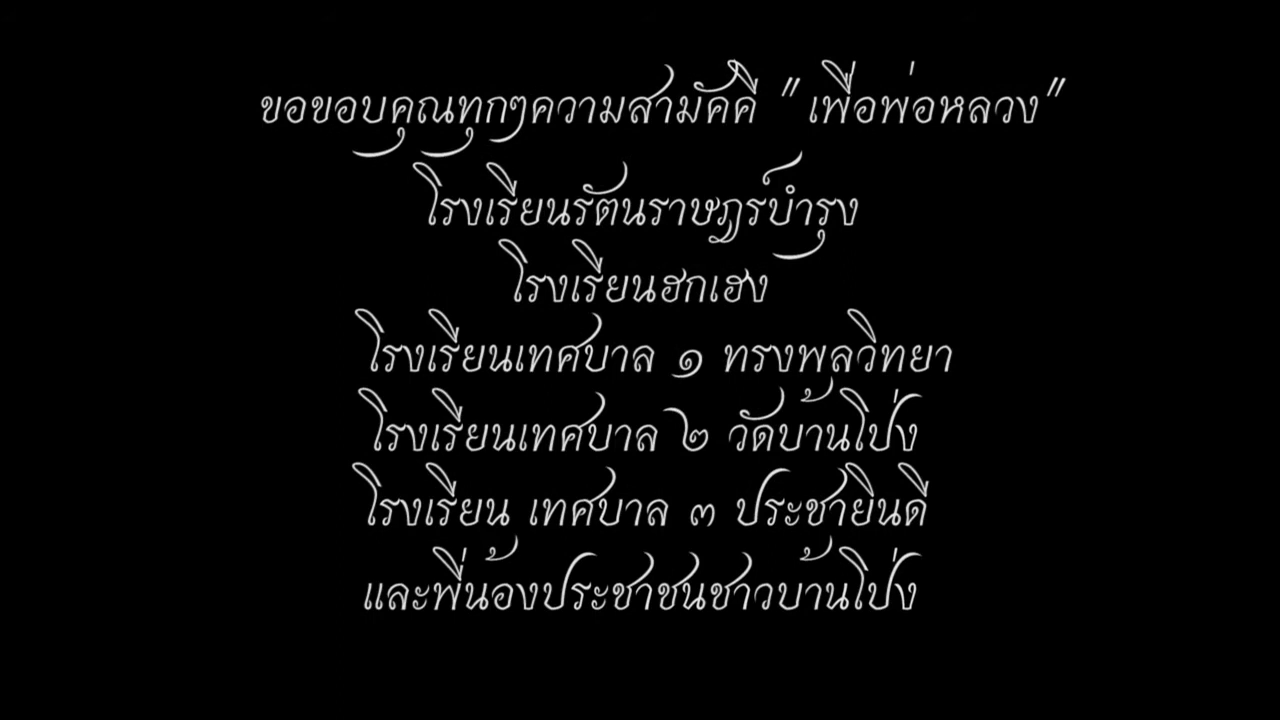 ขอขอบคุณทุกๆความสามัคคี "เพื่อพ่อหลวง"
โรงเรียนรัตนราษฎร์บำรุง
โรงเรียนฮกเฮง
โรงเรียนเทศบาล ๑ ทรงพลวิทยา
โรงเรียนเทศบาล ๒ วัดบ้านโป่ง
โรงเรียน เทศบาล ๓ ประชายินดี
และพี่น้องประชาชนชาวบ้านโป่ง